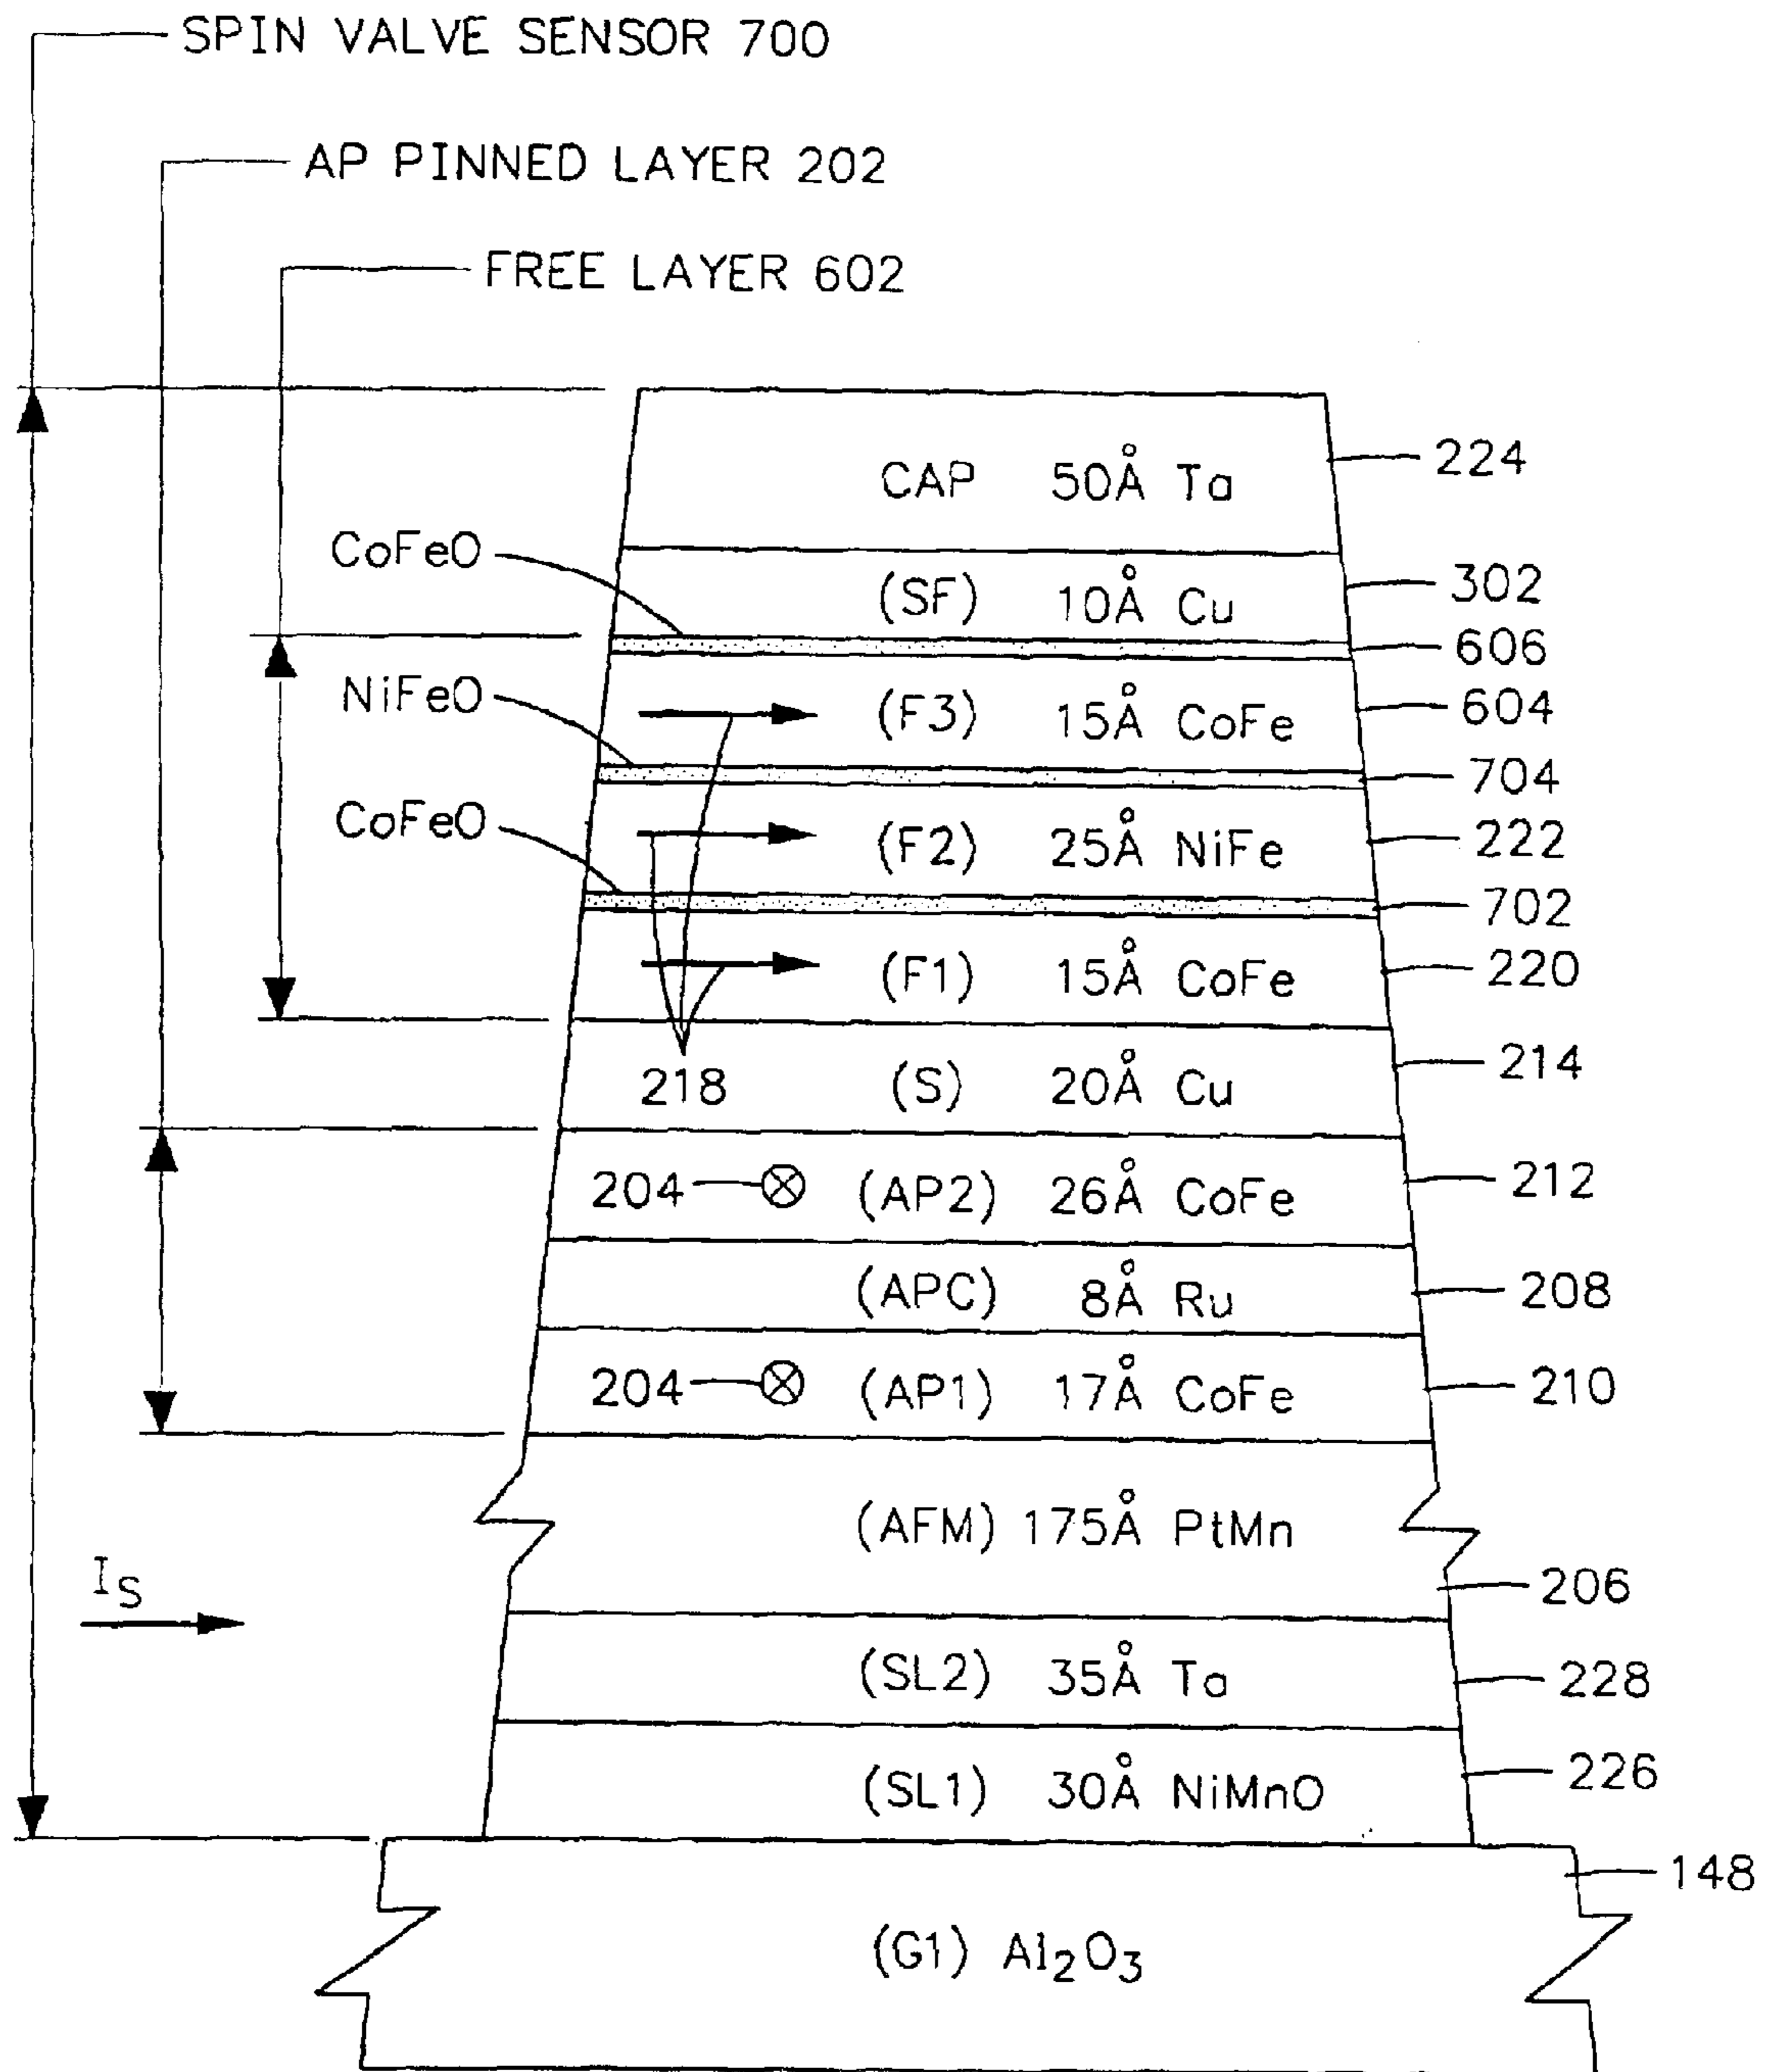 SPIN VALVE SENSOR 700
AP PINNED LAYER 202
FREE LAYER 602
CAP 50Å Ta 224
CoFeO
(SF) 10Å Cu 302
606
NiFeO
(F3) 15Å CoFe 604
704
CoFeO
(F2) 25Å NiFe 222
702
(F1) 15Å CoFe 220
218 (S) 20Å Cu 214
204 (AP2) 26Å CoFe 212
(APC) 8Å Ru 208
204 (AP1) 17Å CoFe 210
(AFM) 175Å PtMn
206
IS
(SL2) 35Å Ta 228
(SL1) 30Å NiMnO 226
148
(G1) Al2O3